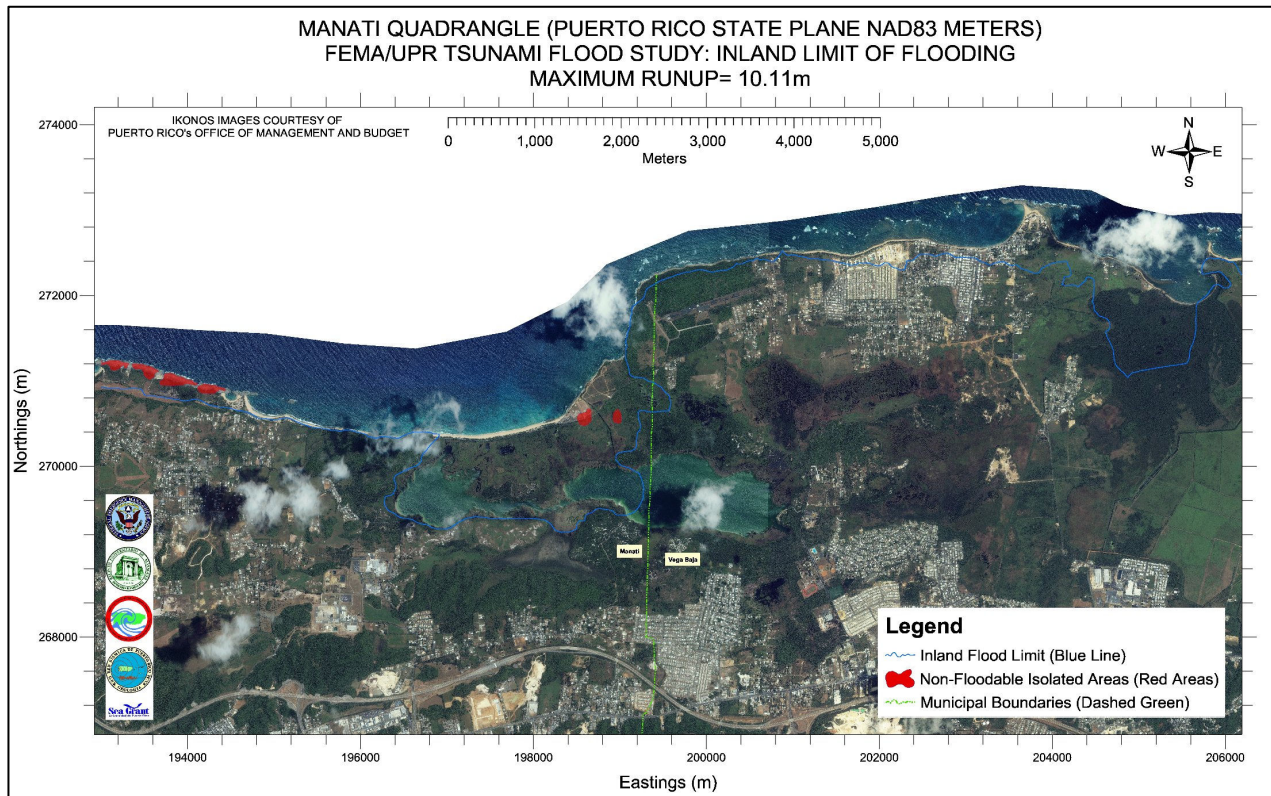 MANATI QUADRANGLE (PUERTO RICO STATE PLANE NAD83 METERS)
FEMA/UPR TSUNAMI FLOOD STUDY: INLAND LIMIT OF FLOODING
MAXIMUM RUNUP= 10.11m
IKONOS IMAGES COURTESY OF
PUERTO RICO's OFFICE OF MANAGEMENT AND BUDGET
0 1,000 2,000 3,000 4,000 5,000
Meters
N
W E
S
274000
272000
270000
268000
Northings (m)
Manati
Vega Baja
Sea Grant
Legend
Inland Flood Limit (Blue Line)
Non-Floodable Isolated Areas (Red Areas)
Municipal Boundaries (Dashed Green)
194000 196000 198000 200000 202000 204000 206000
Eastings (m)